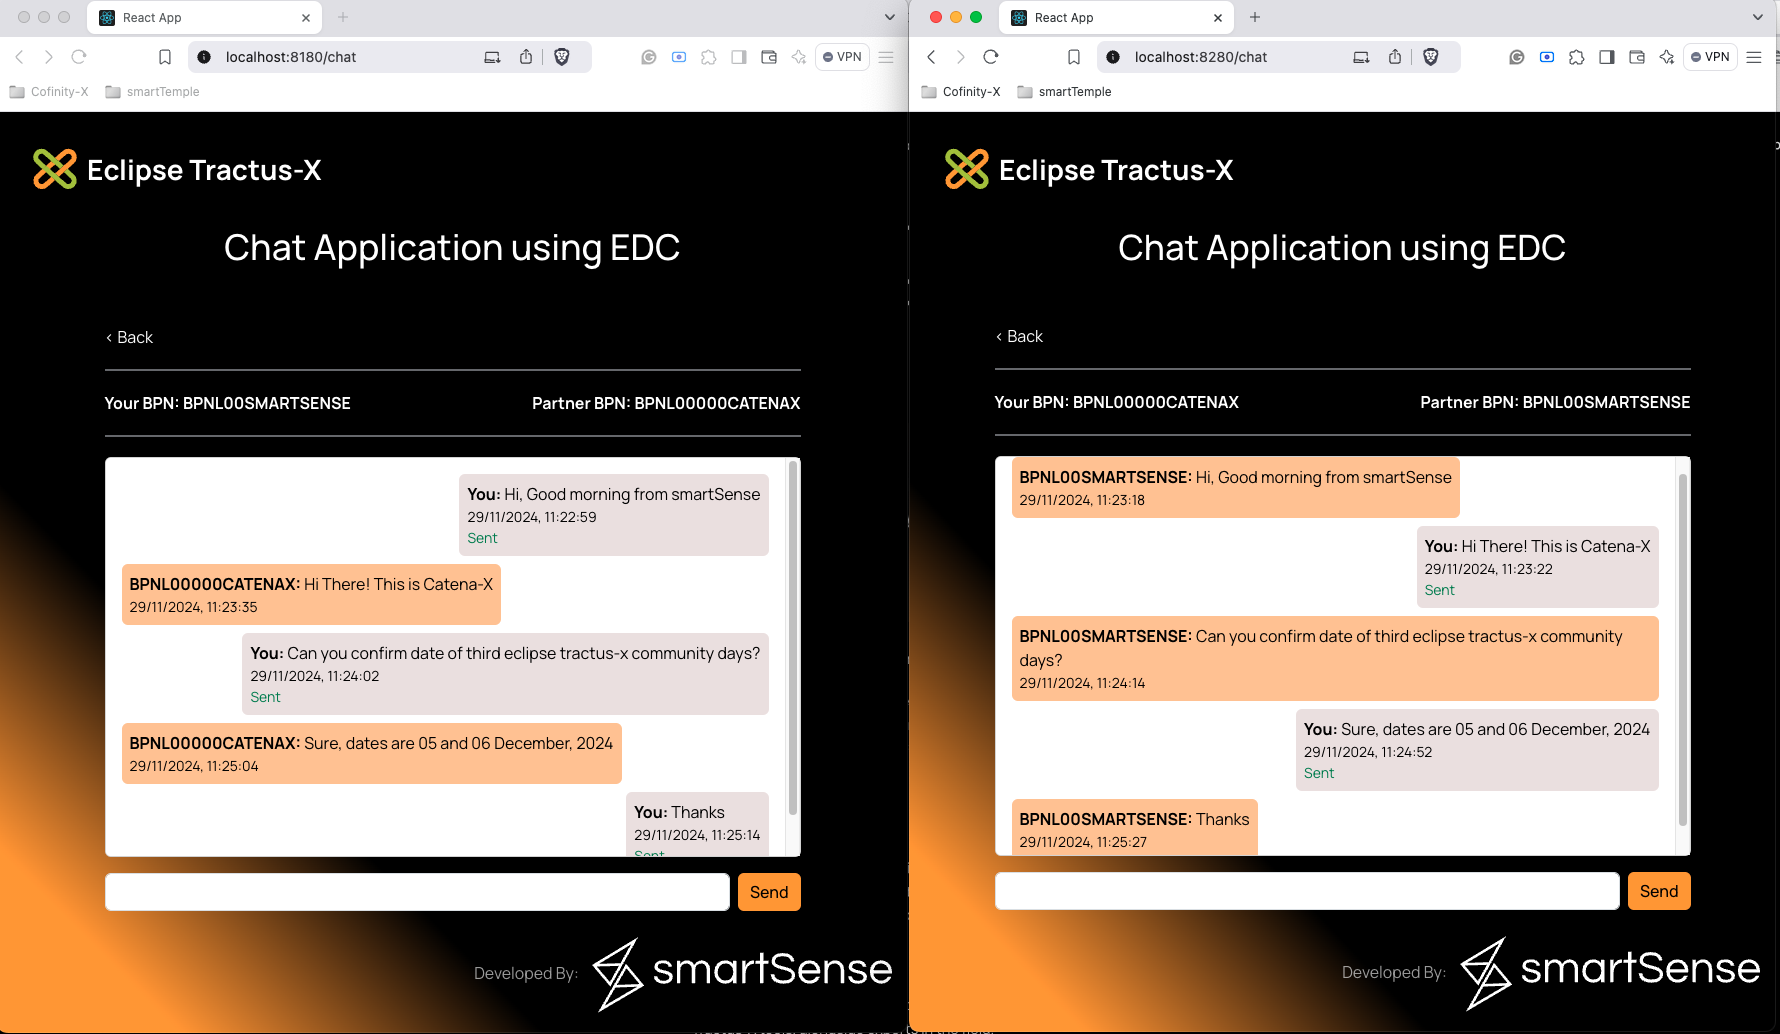 React App
localhost:8180/chat
VPN
Cofinity-X
smartTemple
Eclipse Tractus-X
Chat Application using EDC
< Back
Your BPN: BPNL00SMARTSENSE
Partner BPN: BPNL00000CATENAX
You: Hi, Good morning from smartSense
29/11/2024, 11:22:59
Sent
BPNL00000CATENAX: Hi There! This is Catena-X
29/11/2024, 11:23:35
You: Can you confirm date of third eclipse tractus-x community days?
29/11/2024, 11:24:02
Sent
BPNL00000CATENAX: Sure, dates are 05 and 06 December, 2024
29/11/2024, 11:25:04
You: Thanks
29/11/2024, 11:25:14
Sent
Send
Developed By:
smartSense
React App
localhost:8280/chat
VPN
Cofinity-X
smartTemple
Eclipse Tractus-X
Chat Application using EDC
< Back
Your BPN: BPNL00000CATENAX
Partner BPN: BPNL00SMARTSENSE
BPNL00SMARTSENSE: Hi, Good morning from smartSense
29/11/2024, 11:23:18
You: Hi There! This is Catena-X
29/11/2024, 11:23:22
Sent
BPNL00SMARTSENSE: Can you confirm date of third eclipse tractus-x community
days?
29/11/2024, 11:24:14
You: Sure, dates are 05 and 06 December, 2024
29/11/2024, 11:24:52
Sent
BPNL00SMARTSENSE: Thanks
29/11/2024, 11:25:27
Send
Developed By:
smartSense